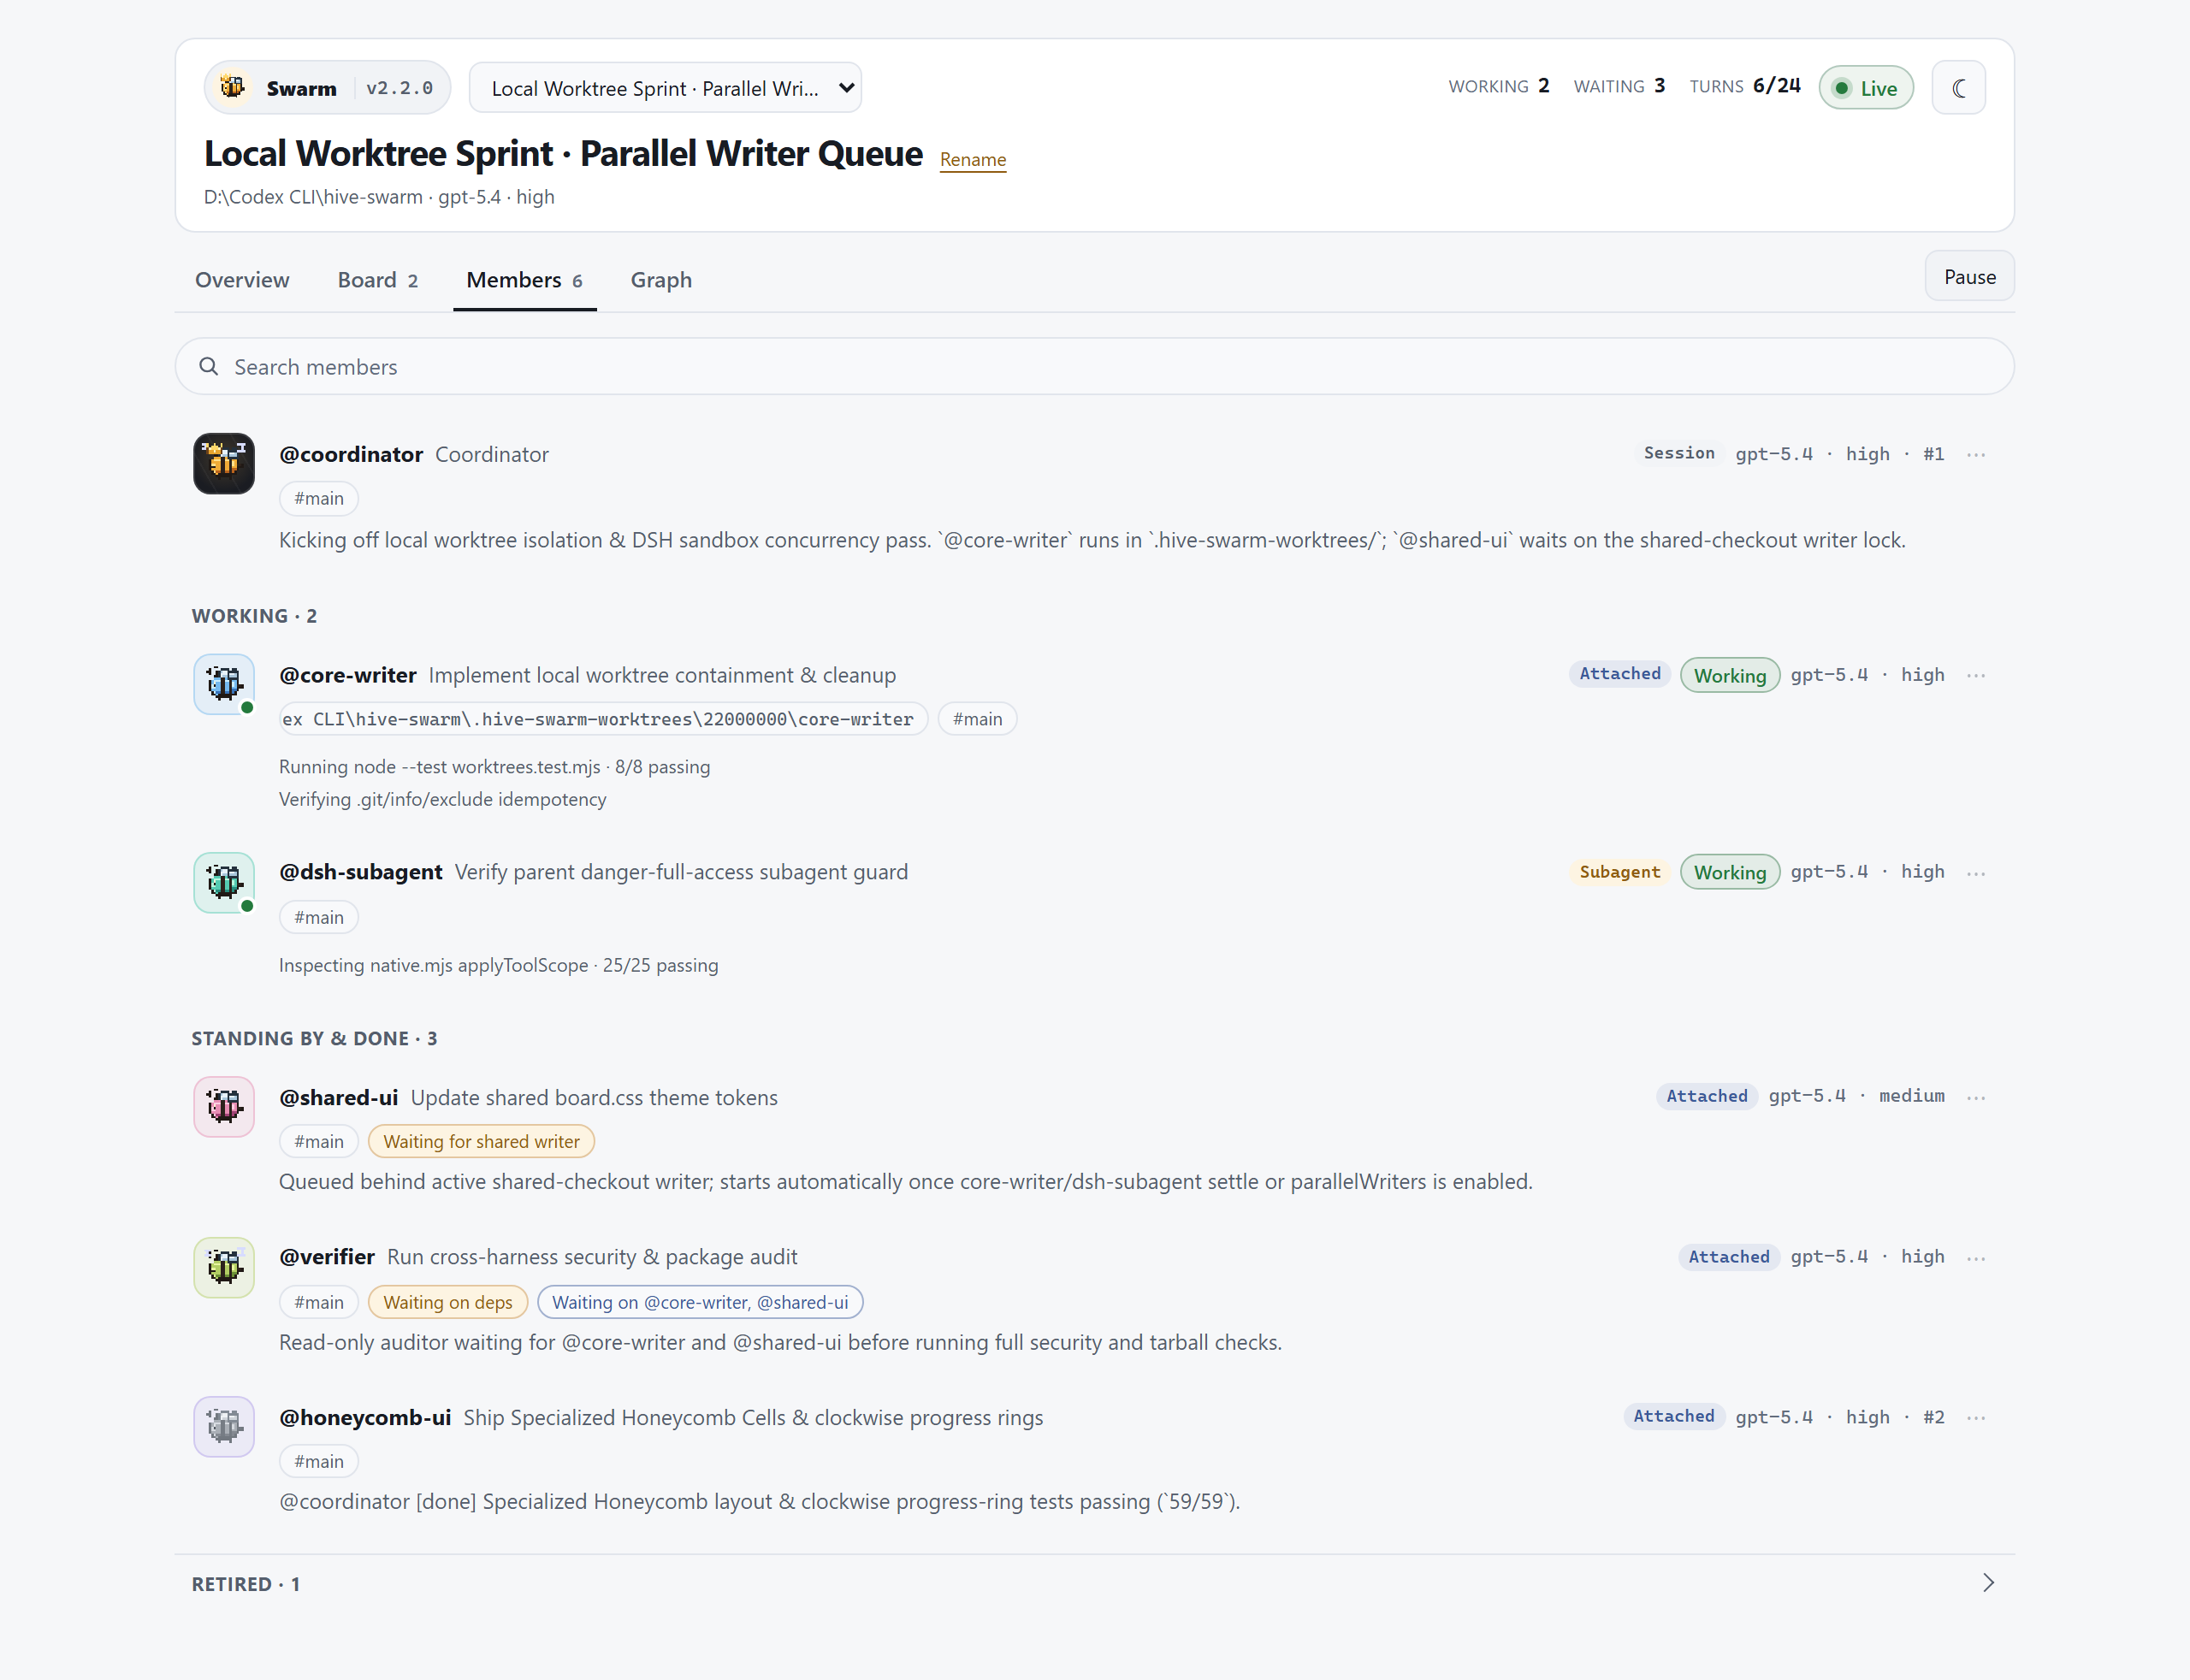 Swarm v2.2.0 Local Worktree Sprint · Parallel Wri... WORKING 2 WAITING 3 TURNS 6/24 Live
Local Worktree Sprint · Parallel Writer Queue Rename
D:\Codex CLI\hive-swarm · gpt-5.4 · high
Overview Board 2 Members 6 Graph Pause
Search members
@coordinator Coordinator Session gpt-5.4 · high · #1 ...
#main
Kicking off local worktree isolation & DSH sandbox concurrency pass. `@core-writer` runs in `.hive-swarm-worktrees/`; `@shared-ui` waits on the shared-checkout writer lock.
WORKING · 2
@core-writer Implement local worktree containment & cleanup Attached Working gpt-5.4 · high ...
ex CLI\hive-swarm\.hive-swarm-worktrees\22000000\core-writer #main
Running node --test worktrees.test.mjs · 8/8 passing
Verifying .git/info/exclude idempotency
@dsh-subagent Verify parent danger-full-access subagent guard Subagent Working gpt-5.4 · high ...
#main
Inspecting native.mjs applyToolScope · 25/25 passing
STANDING BY & DONE · 3
@shared-ui Update shared board.css theme tokens Attached gpt-5.4 · medium ...
#main Waiting for shared writer
Queued behind active shared-checkout writer; starts automatically once core-writer/dsh-subagent settle or parallelWriters is enabled.
@verifier Run cross-harness security & package audit Attached gpt-5.4 · high ...
#main Waiting on deps Waiting on @core-writer, @shared-ui
Read-only auditor waiting for @core-writer and @shared-ui before running full security and tarball checks.
@honeycomb-ui Ship Specialized Honeycomb Cells & clockwise progress rings Attached gpt-5.4 · high · #2 ...
#main
@coordinator [done] Specialized Honeycomb layout & clockwise progress-ring tests passing (`59/59`).
RETIRED · 1